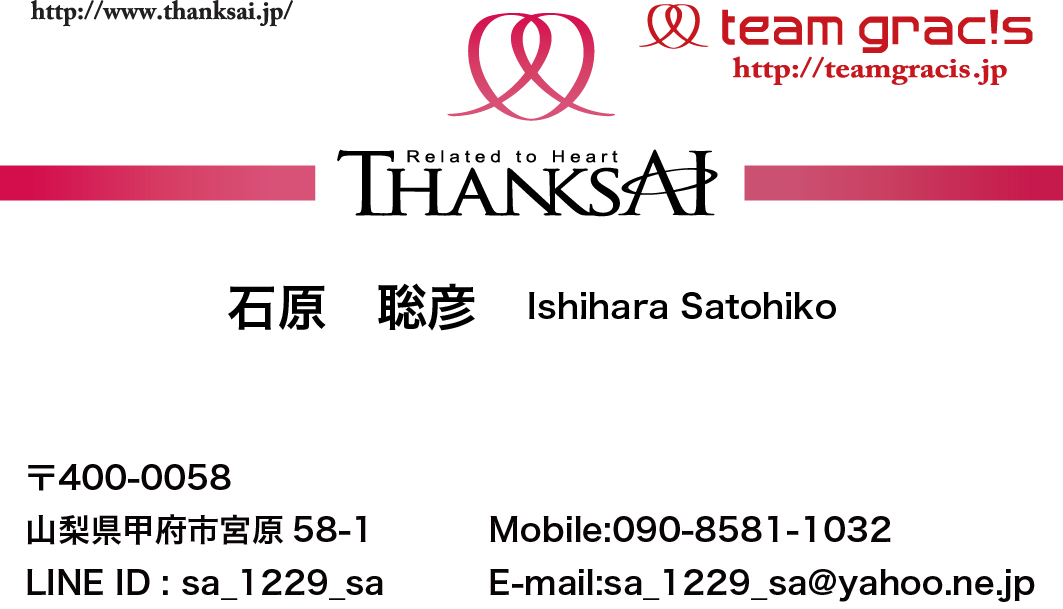 http://www.thanksai.jp/
team grac!s
http://teamgracis.jp
Related to Heart
THANKSAI
石原　聡彦　Ishihara Satohiko
〒400-0058
山梨県甲府市宮原 58-1
Mobile:090-8581-1032
LINE ID : sa_1229_sa
E-mail:sa_1229_sa@yahoo.ne.jp